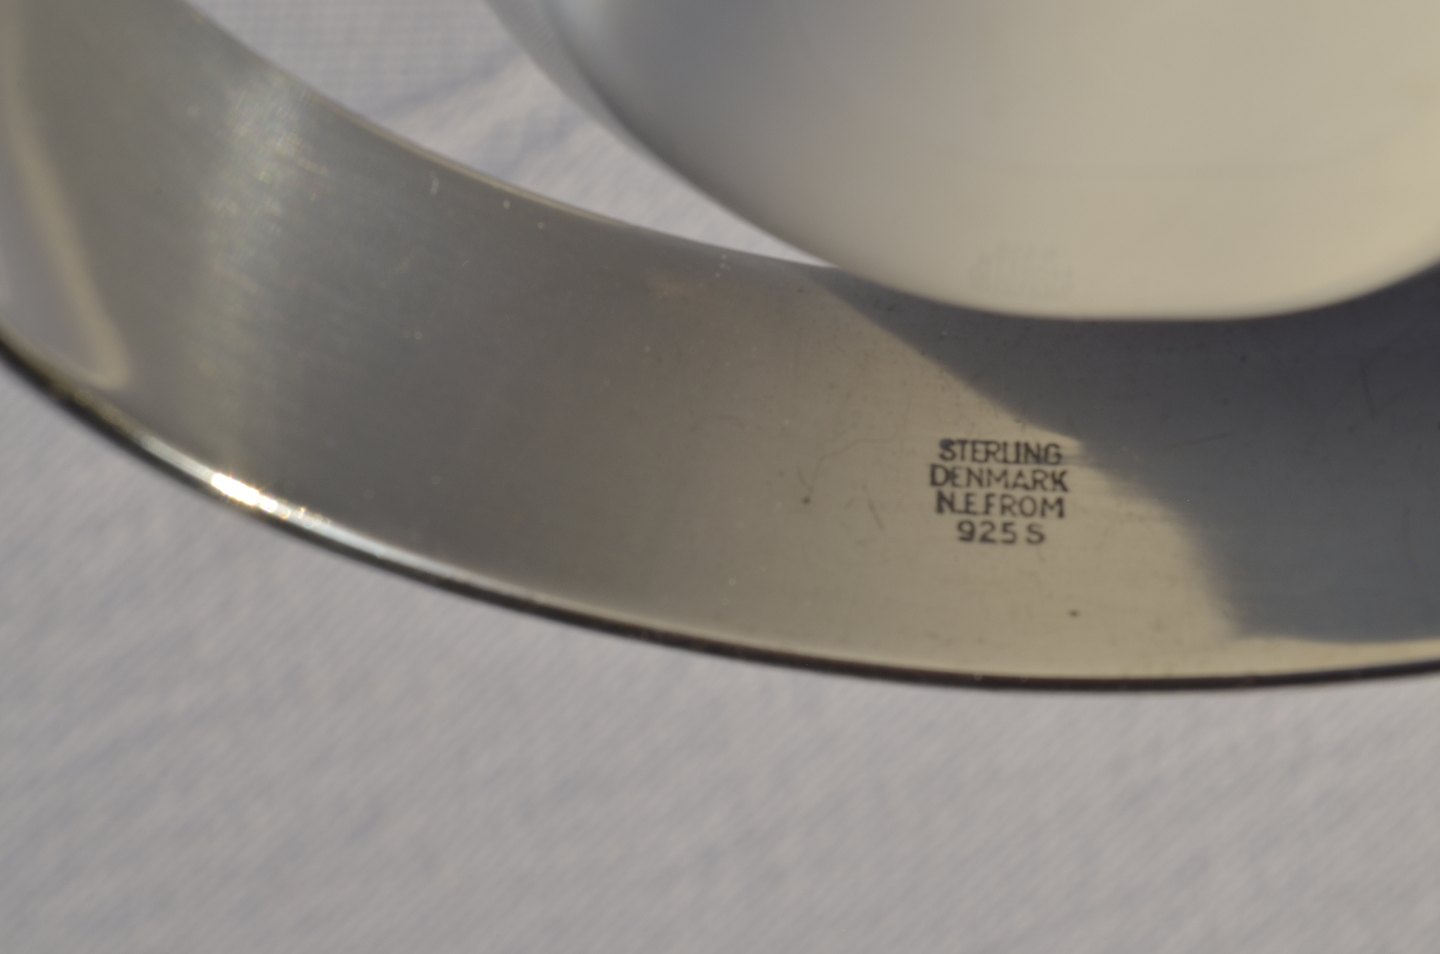 STERLING
DENMARK
N.E.FROM
925 S